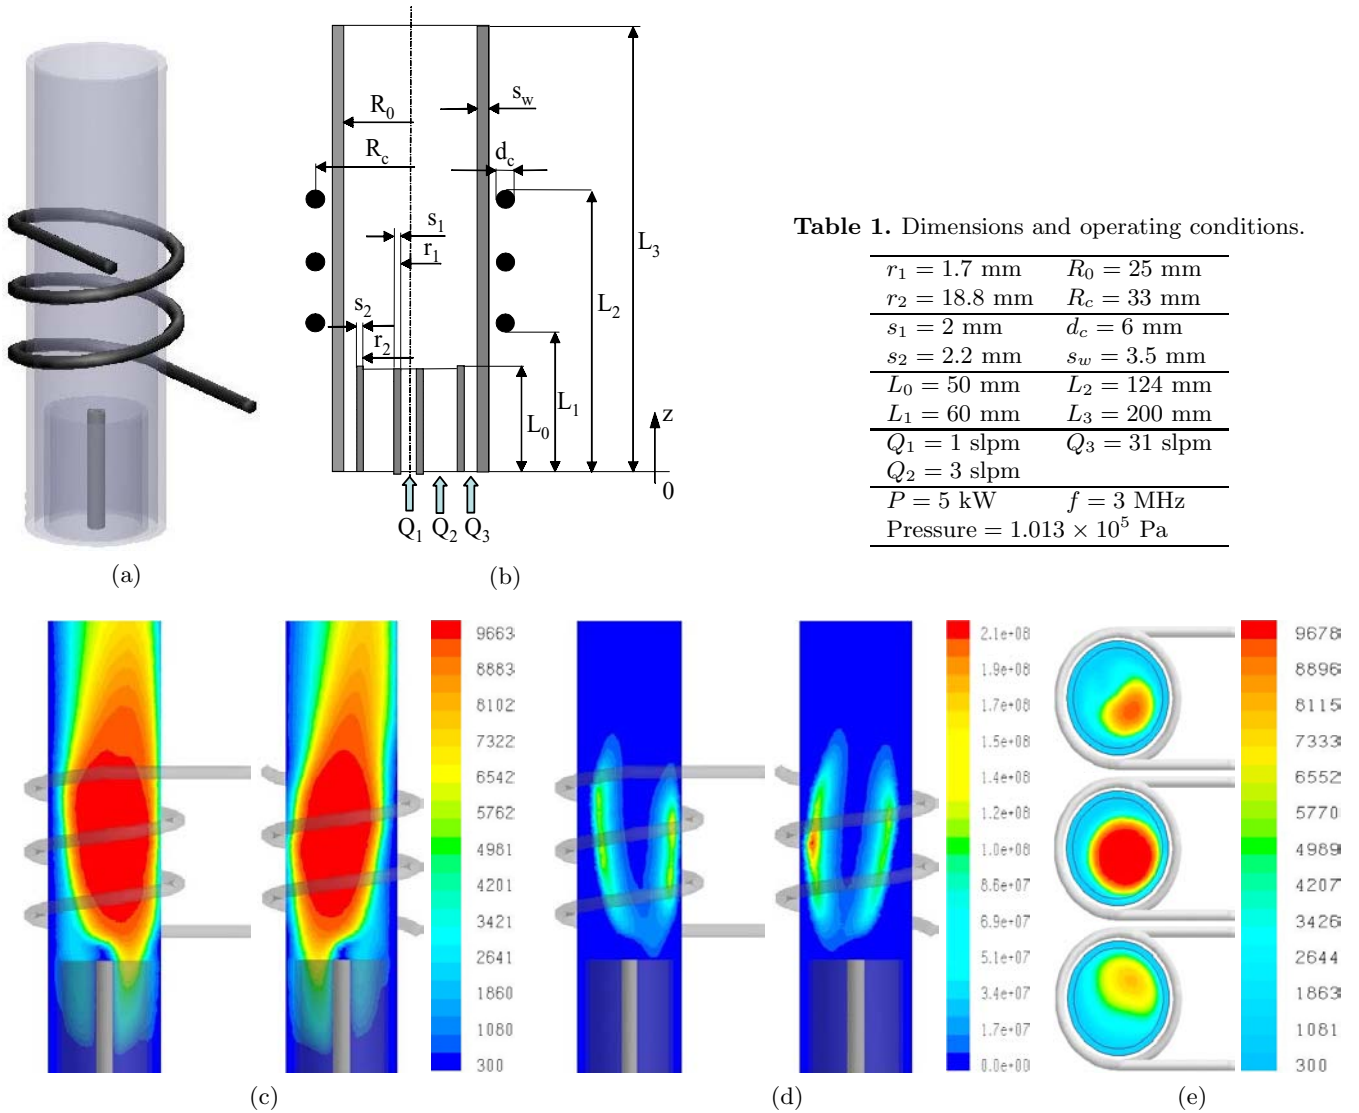 R0
sw
Rc
dc
s1
r1
L3
s2
L2
r2
L1
L0
z
0
Q1 Q2 Q3
(a)
(b)
Table 1. Dimensions and operating conditions.
r1 = 1.7 mm R0 = 25 mm
r2 = 18.8 mm Rc = 33 mm
s1 = 2 mm dc = 6 mm
s2 = 2.2 mm sw = 3.5 mm
L0 = 50 mm L2 = 124 mm
L1 = 60 mm L3 = 200 mm
Q1 = 1 slpm Q3 = 31 slpm
Q2 = 3 slpm
P = 5 kW f = 3 MHz
Pressure = 1.013 × 10^5 Pa
9663
8883
8102
7322
6542
5762
4981
4201
3421
2641
1860
1080
300
(c)
2.1e+08
1.9e+08
1.7e+08
1.5e+08
1.4e+08
1.2e+08
1.0e+08
8.6e+07
6.9e+07
5.1e+07
3.4e+07
1.7e+07
0.0e+00
(d)
9678
8896
8115
7333
6552
5770
4989
4207
3426
2644
1863
1081
300
(e)